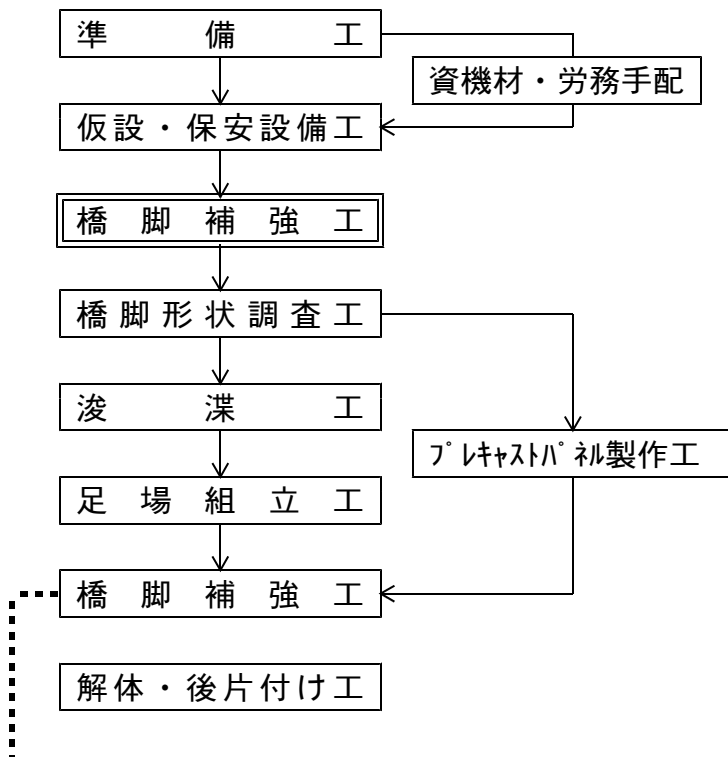 準備工
資機材・労務手配
仮設・保安設備工
橋脚補強工
橋脚形状調査工
浚渫工
ﾌﾟﾚｷｬｽﾄﾊﾟﾈﾙ製作工
足場組立工
橋脚補強工
解体・後片付け工